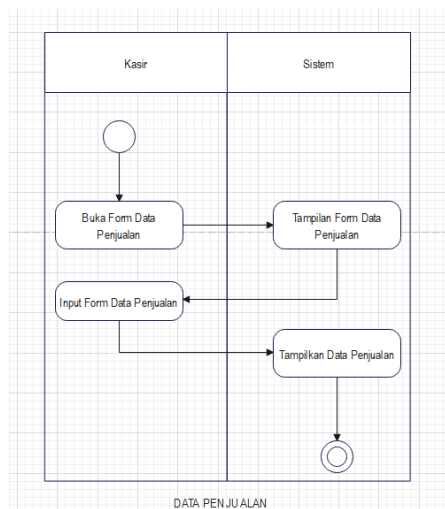 Kasir
Sistem
Buka Form Data
Penjualan
Tampilan Form Data
Penjualan
Input Form Data Penjualan
Tampilkan Data Penjualan
DATA PENJUALAN